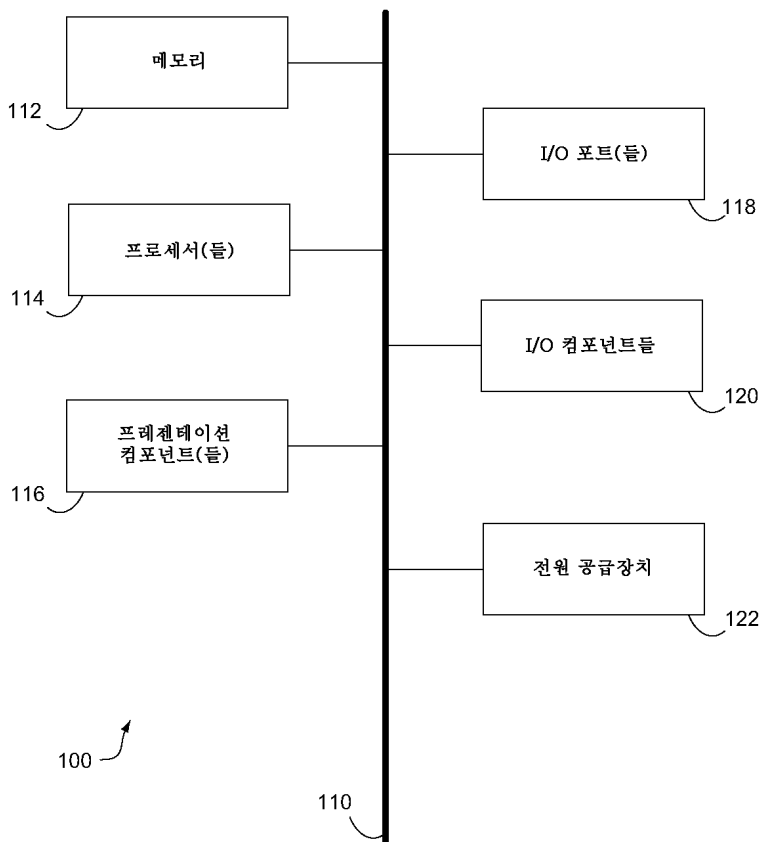 메모리
112
I/O 포트(들)
118
프로세서(들)
114
I/O 컴포넌트들
120
프레젠테이션
컴포넌트(들)
116
전원 공급장치
122
100
110